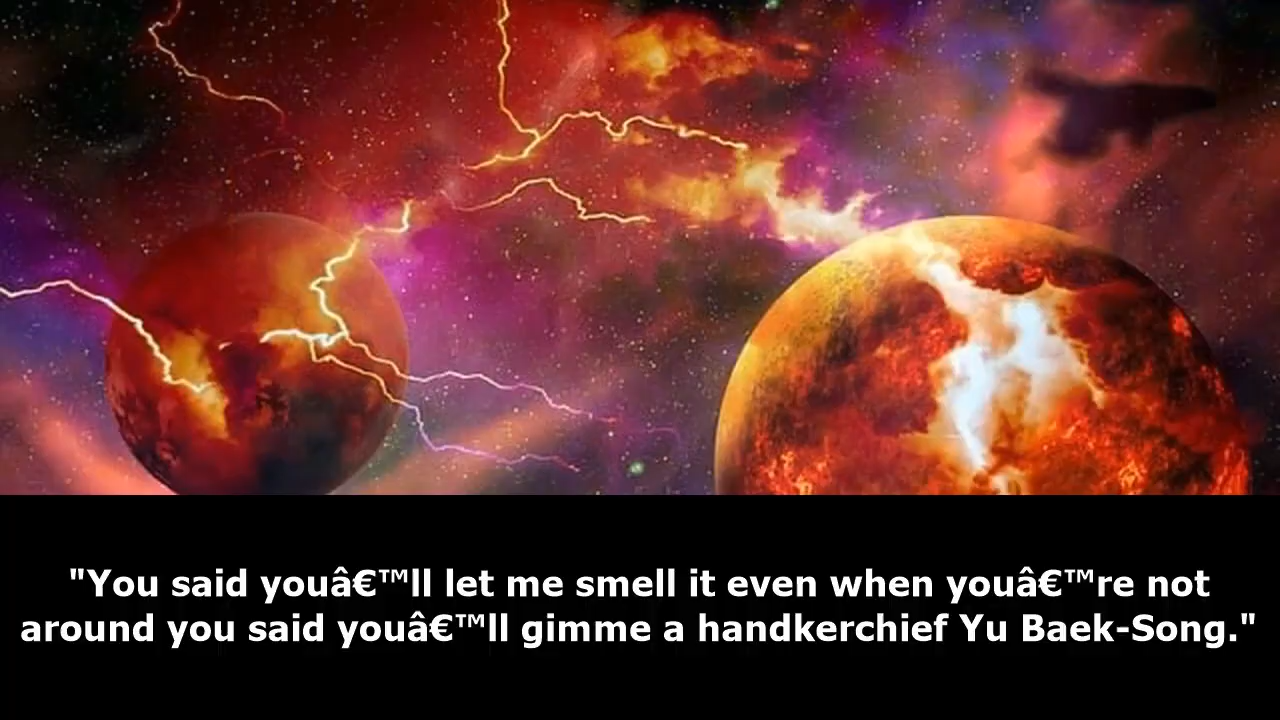 "You said youâ€™ll let me smell it even when youâ€™re not
around you said youâ€™ll gimme a handkerchief Yu Baek-Song."